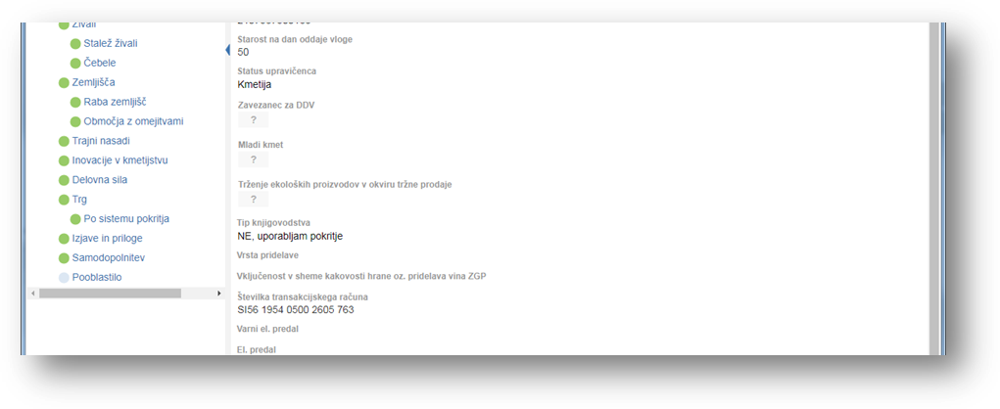 Živali
Stalež živali
Čebele
Zemljišča
Raba zemljišč
Območja z omejitvami
Trajni nasadi
Inovacije v kmetijstvu
Delovna sila
Trg
Po sistemu pokritja
Izjave in priloge
Samodopolnitev
Pooblastilo
Starost na dan oddaje vloge
50
Status upravičenca
Kmetija
Zavezanec za DDV
?
Mladi kmet
?
Trženje ekoloških proizvodov v okviru tržne prodaje
?
Tip knjigovodstva
NE, uporabljam pokritje
Vrsta pridelave
Vključenost v sheme kakovosti hrane oz. pridelava vina ZGP
Številka transakcijskega računa
SI56 1954 0500 2605 763
Varni el. predal
El. predal